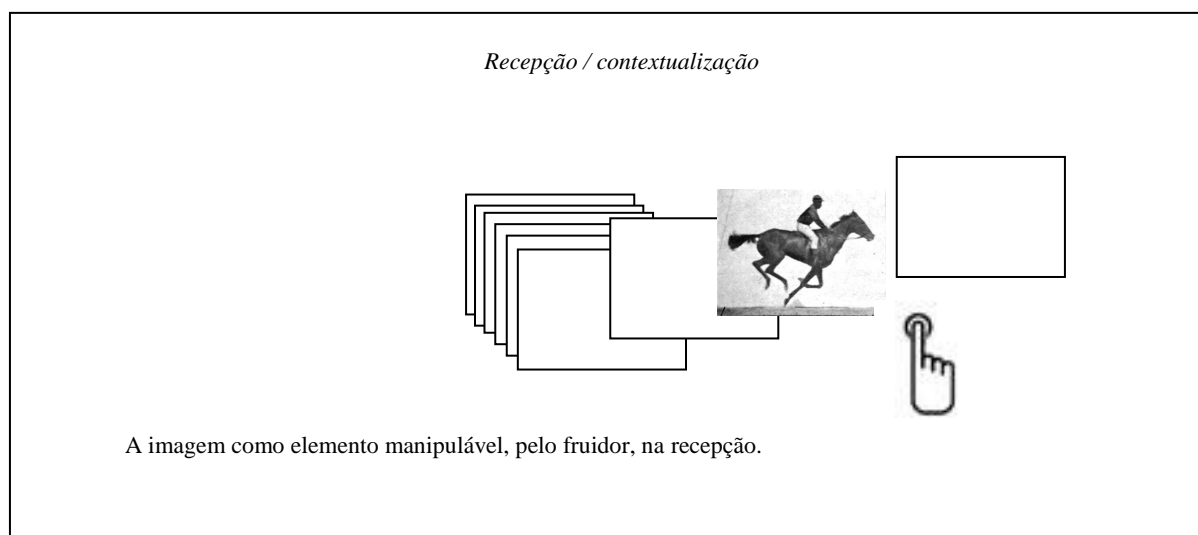 Recepção / contextualização
A imagem como elemento manipulável, pelo fruidor, na recepção.